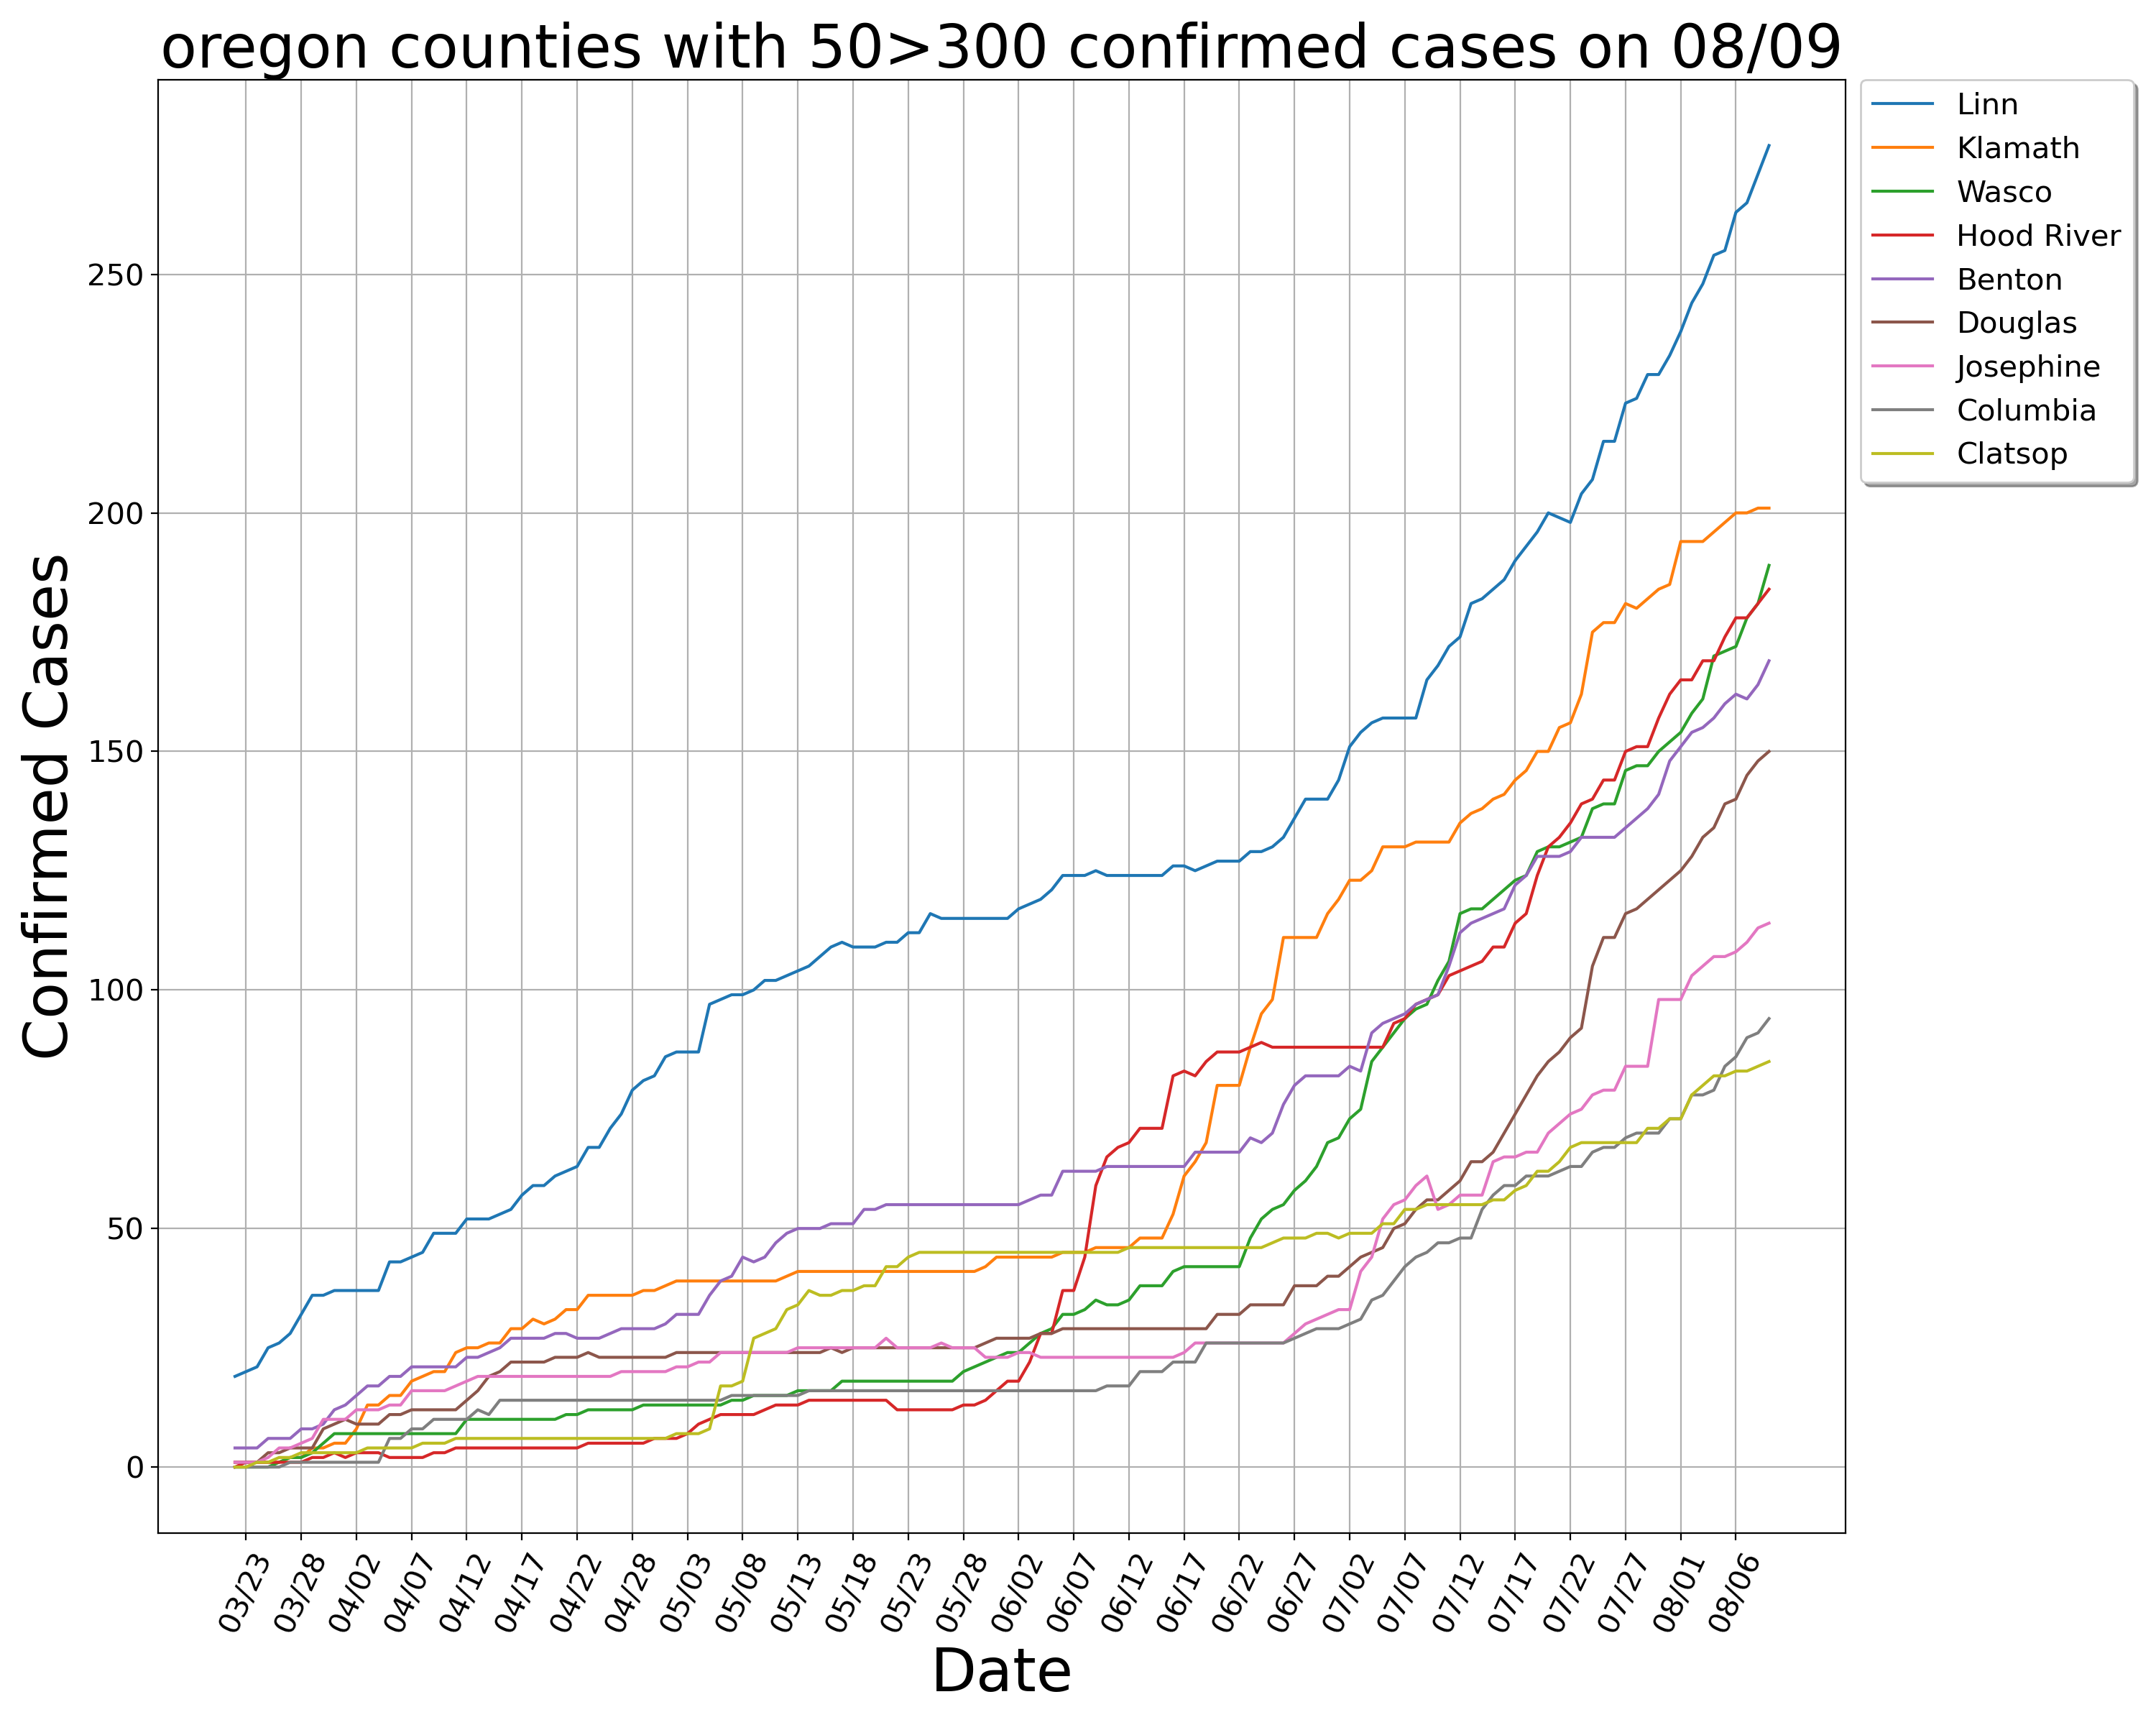 oregon counties with 50>300 confirmed cases on 08/09
Linn
Klamath
Wasco
Hood River
Benton
Douglas
Josephine
Columbia
Clatsop
Confirmed Cases
250
200
150
100
50
0
03/23
03/28
04/02
04/07
04/12
04/17
04/22
04/28
05/03
05/08
05/13
05/18
05/23
05/28
06/02
06/07
06/12
06/17
06/22
06/27
07/02
07/07
07/12
07/17
07/22
07/27
08/01
08/06
Date